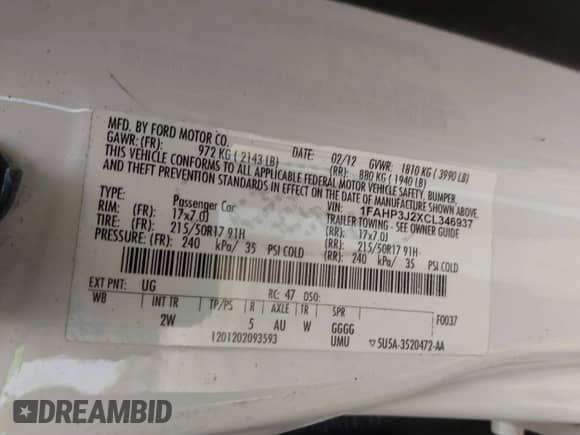 MFD. BY FORD MOTOR CO.
DATE: 02/12 GVWR: 1810 KG ( 3990 LB)
GAWR: (FR): 972 KG ( 2143 LB) (RR): 880 KG ( 1940 LB)
THIS VEHICLE CONFORMS TO ALL APPLICABLE FEDERAL MOTOR VEHICLE SAFETY, BUMPER,
AND THEFT PREVENTION STANDARDS IN EFFECT ON THE DATE OF MANUFACTURE SHOWN ABOVE.
VIN: 1FAHP3J2XCL346937
TYPE: Passenger Car TRAILER TOWING - SEE OWNER GUIDE
RIM: (FR): 17x7.0J (RR): 17x7.0J
TIRE: (FR): 215/50R17 91H (RR): 215/50R17 91H
PRESSURE: (FR): 240 kPa/ 35 PSI COLD (RR): 240 kPa/ 35 PSI COLD
EXT PNT: UG RC: 47 DSO: F0037
WB INT TR TP/PS R AXLE TR SPR
2W 5 AU W GGGG
1201202093593 UMU ▽5U5A-3520472-AA
DREAMBID